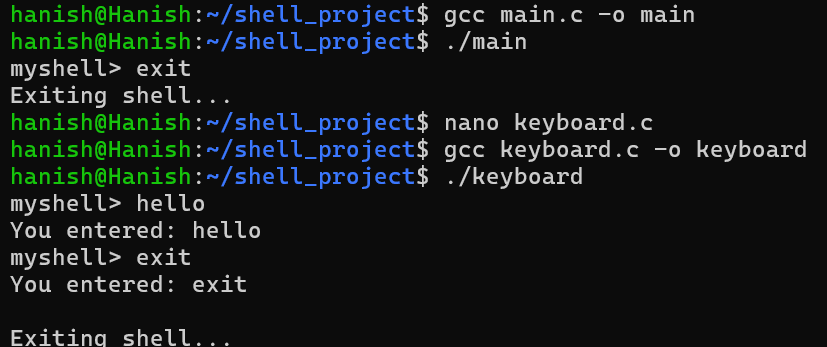 hanish@Hanish:~/shell_project$ gcc main.c -o main
hanish@Hanish:~/shell_project$ ./main
myshell> exit
Exiting shell...
hanish@Hanish:~/shell_project$ nano keyboard.c
hanish@Hanish:~/shell_project$ gcc keyboard.c -o keyboard
hanish@Hanish:~/shell_project$ ./keyboard
myshell> hello
You entered: hello
myshell> exit
You entered: exit
Exiting shell...